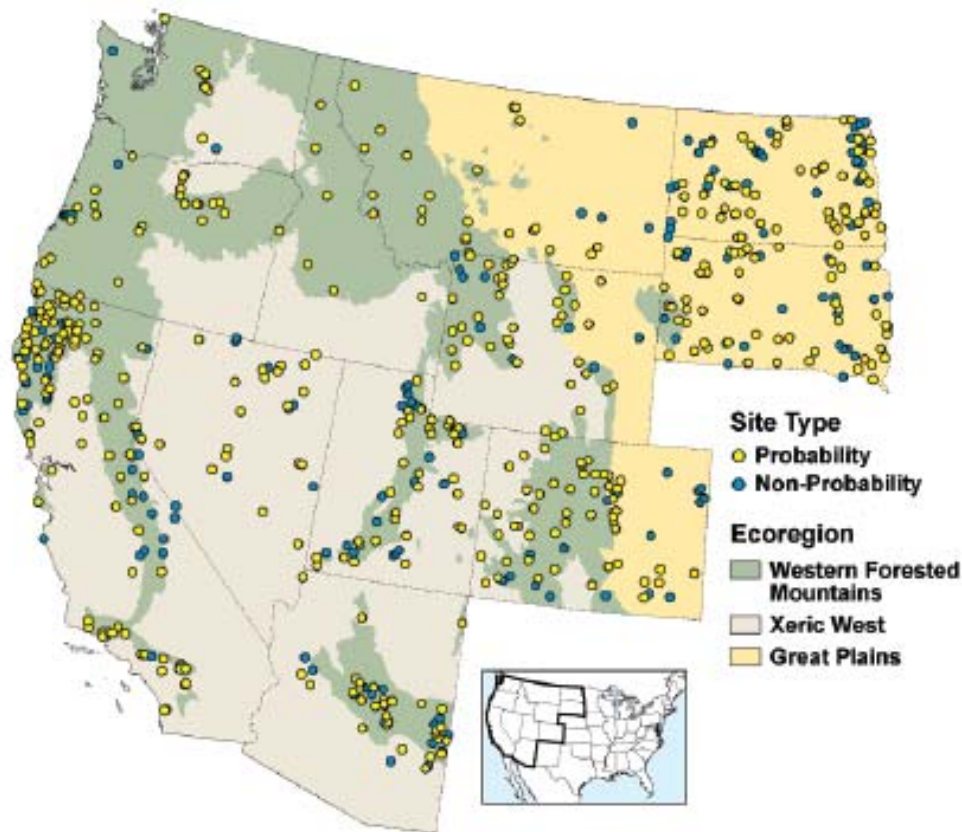 Site Type
Probability
Non-Probability
Ecoregion
Western Forested
Mountains
Xeric West
Great Plains